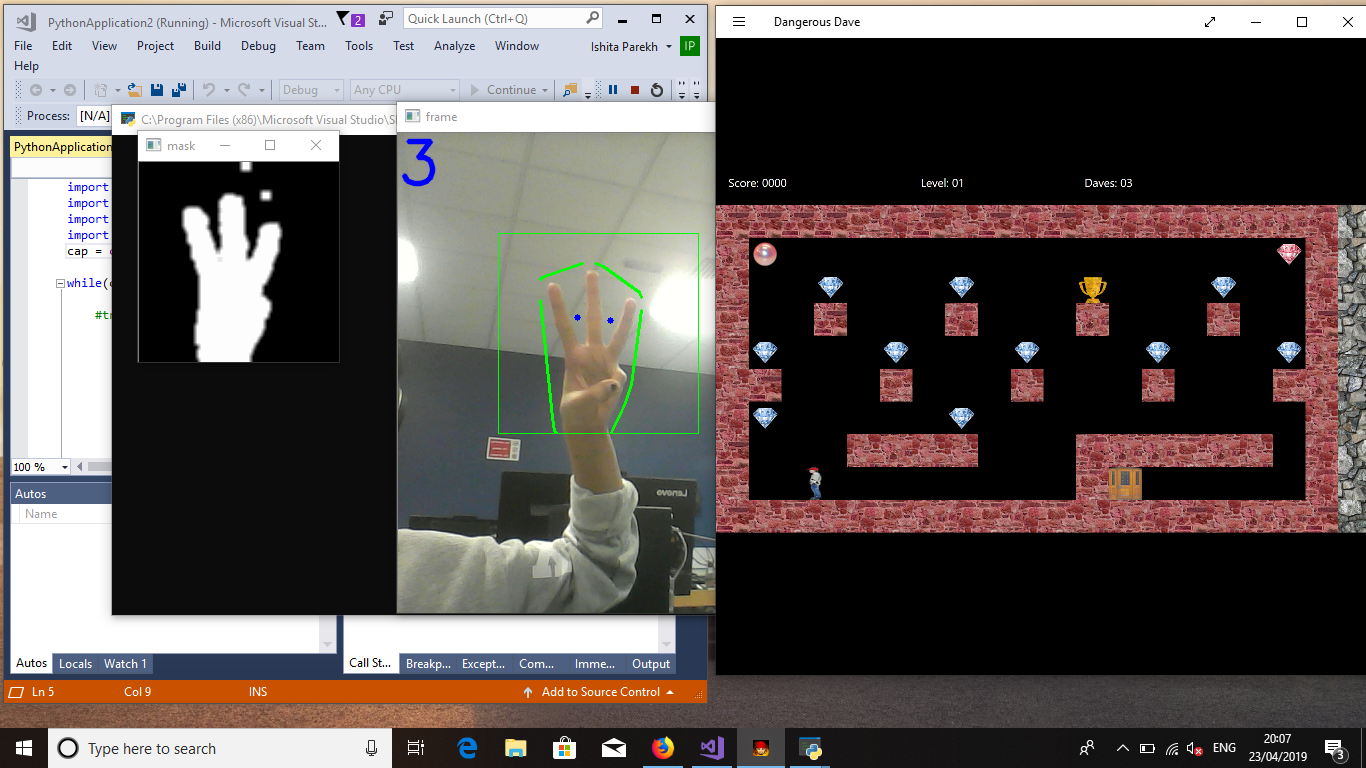 PythonApplication2 (Running) - Microsoft Visual St...
2
Quick Launch (Ctrl+Q)
File Edit View Project Build Debug Team Tools Test Analyze Window
Ishita Parekh
IP
Help
Debug
Any CPU
Continue
Process:
[N/A]
C:\Program Files (x86)\Microsoft Visual Studio\S
frame
mask
PythonApplication
3
import
import
import
import
cap =
while(
100 %
Autos
Name
Autos Locals Watch 1
Call St... Breakp... Except... Com... Imme... Output
Ln 5 Col 9 INS
Add to Source Control
Lenovo
Dangerous Dave
Score: 0000 Level: 01 Daves: 03
Type here to search
ENG
20:07
23/04/2019
3